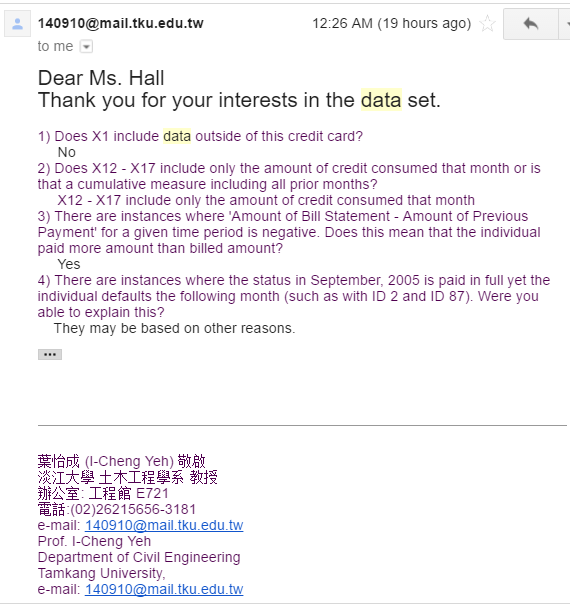 140910@mail.tku.edu.tw
12:26 AM (19 hours ago)
to me
Dear Ms. Hall
Thank you for your interests in the data set.
1) Does X1 include data outside of this credit card?
No
2) Does X12 - X17 include only the amount of credit consumed that month or is
that a cumulative measure including all prior months?
X12 - X17 include only the amount of credit consumed that month
3) There are instances where 'Amount of Bill Statement - Amount of Previous
Payment' for a given time period is negative. Does this mean that the individual
paid more amount than billed amount?
Yes
4) There are instances where the status in September, 2005 is paid in full yet the
individual defaults the following month (such as with ID 2 and ID 87). Were you
able to explain this?
They may be based on other reasons.
葉怡成 (I-Cheng Yeh) 敬啟
淡江大學 土木工程學系 教授
辦公室: 工程館 E721
電話:(02)26215656-3181
e-mail: 140910@mail.tku.edu.tw
Prof. I-Cheng Yeh
Department of Civil Engineering
Tamkang University,
e-mail: 140910@mail.tku.edu.tw